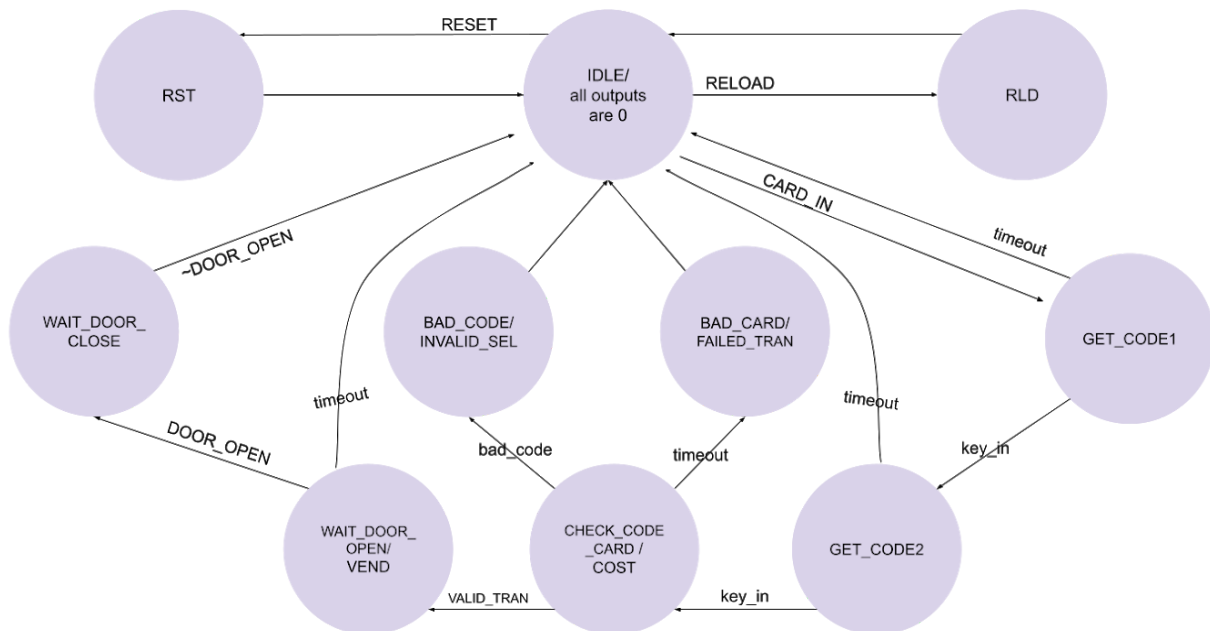 RESET
RST
IDLE/
all outputs
are 0
RELOAD
RLD
CARD_IN
timeout
~DOOR_OPEN
WAIT_DOOR_
CLOSE
BAD_CODE/
INVALID_SEL
BAD_CARD/
FAILED_TRAN
GET_CODE1
timeout
timeout
DOOR_OPEN
bad_code
timeout
key_in
WAIT_DOOR_
OPEN/
VEND
CHECK_CODE
_CARD /
COST
GET_CODE2
VALID_TRAN
key_in